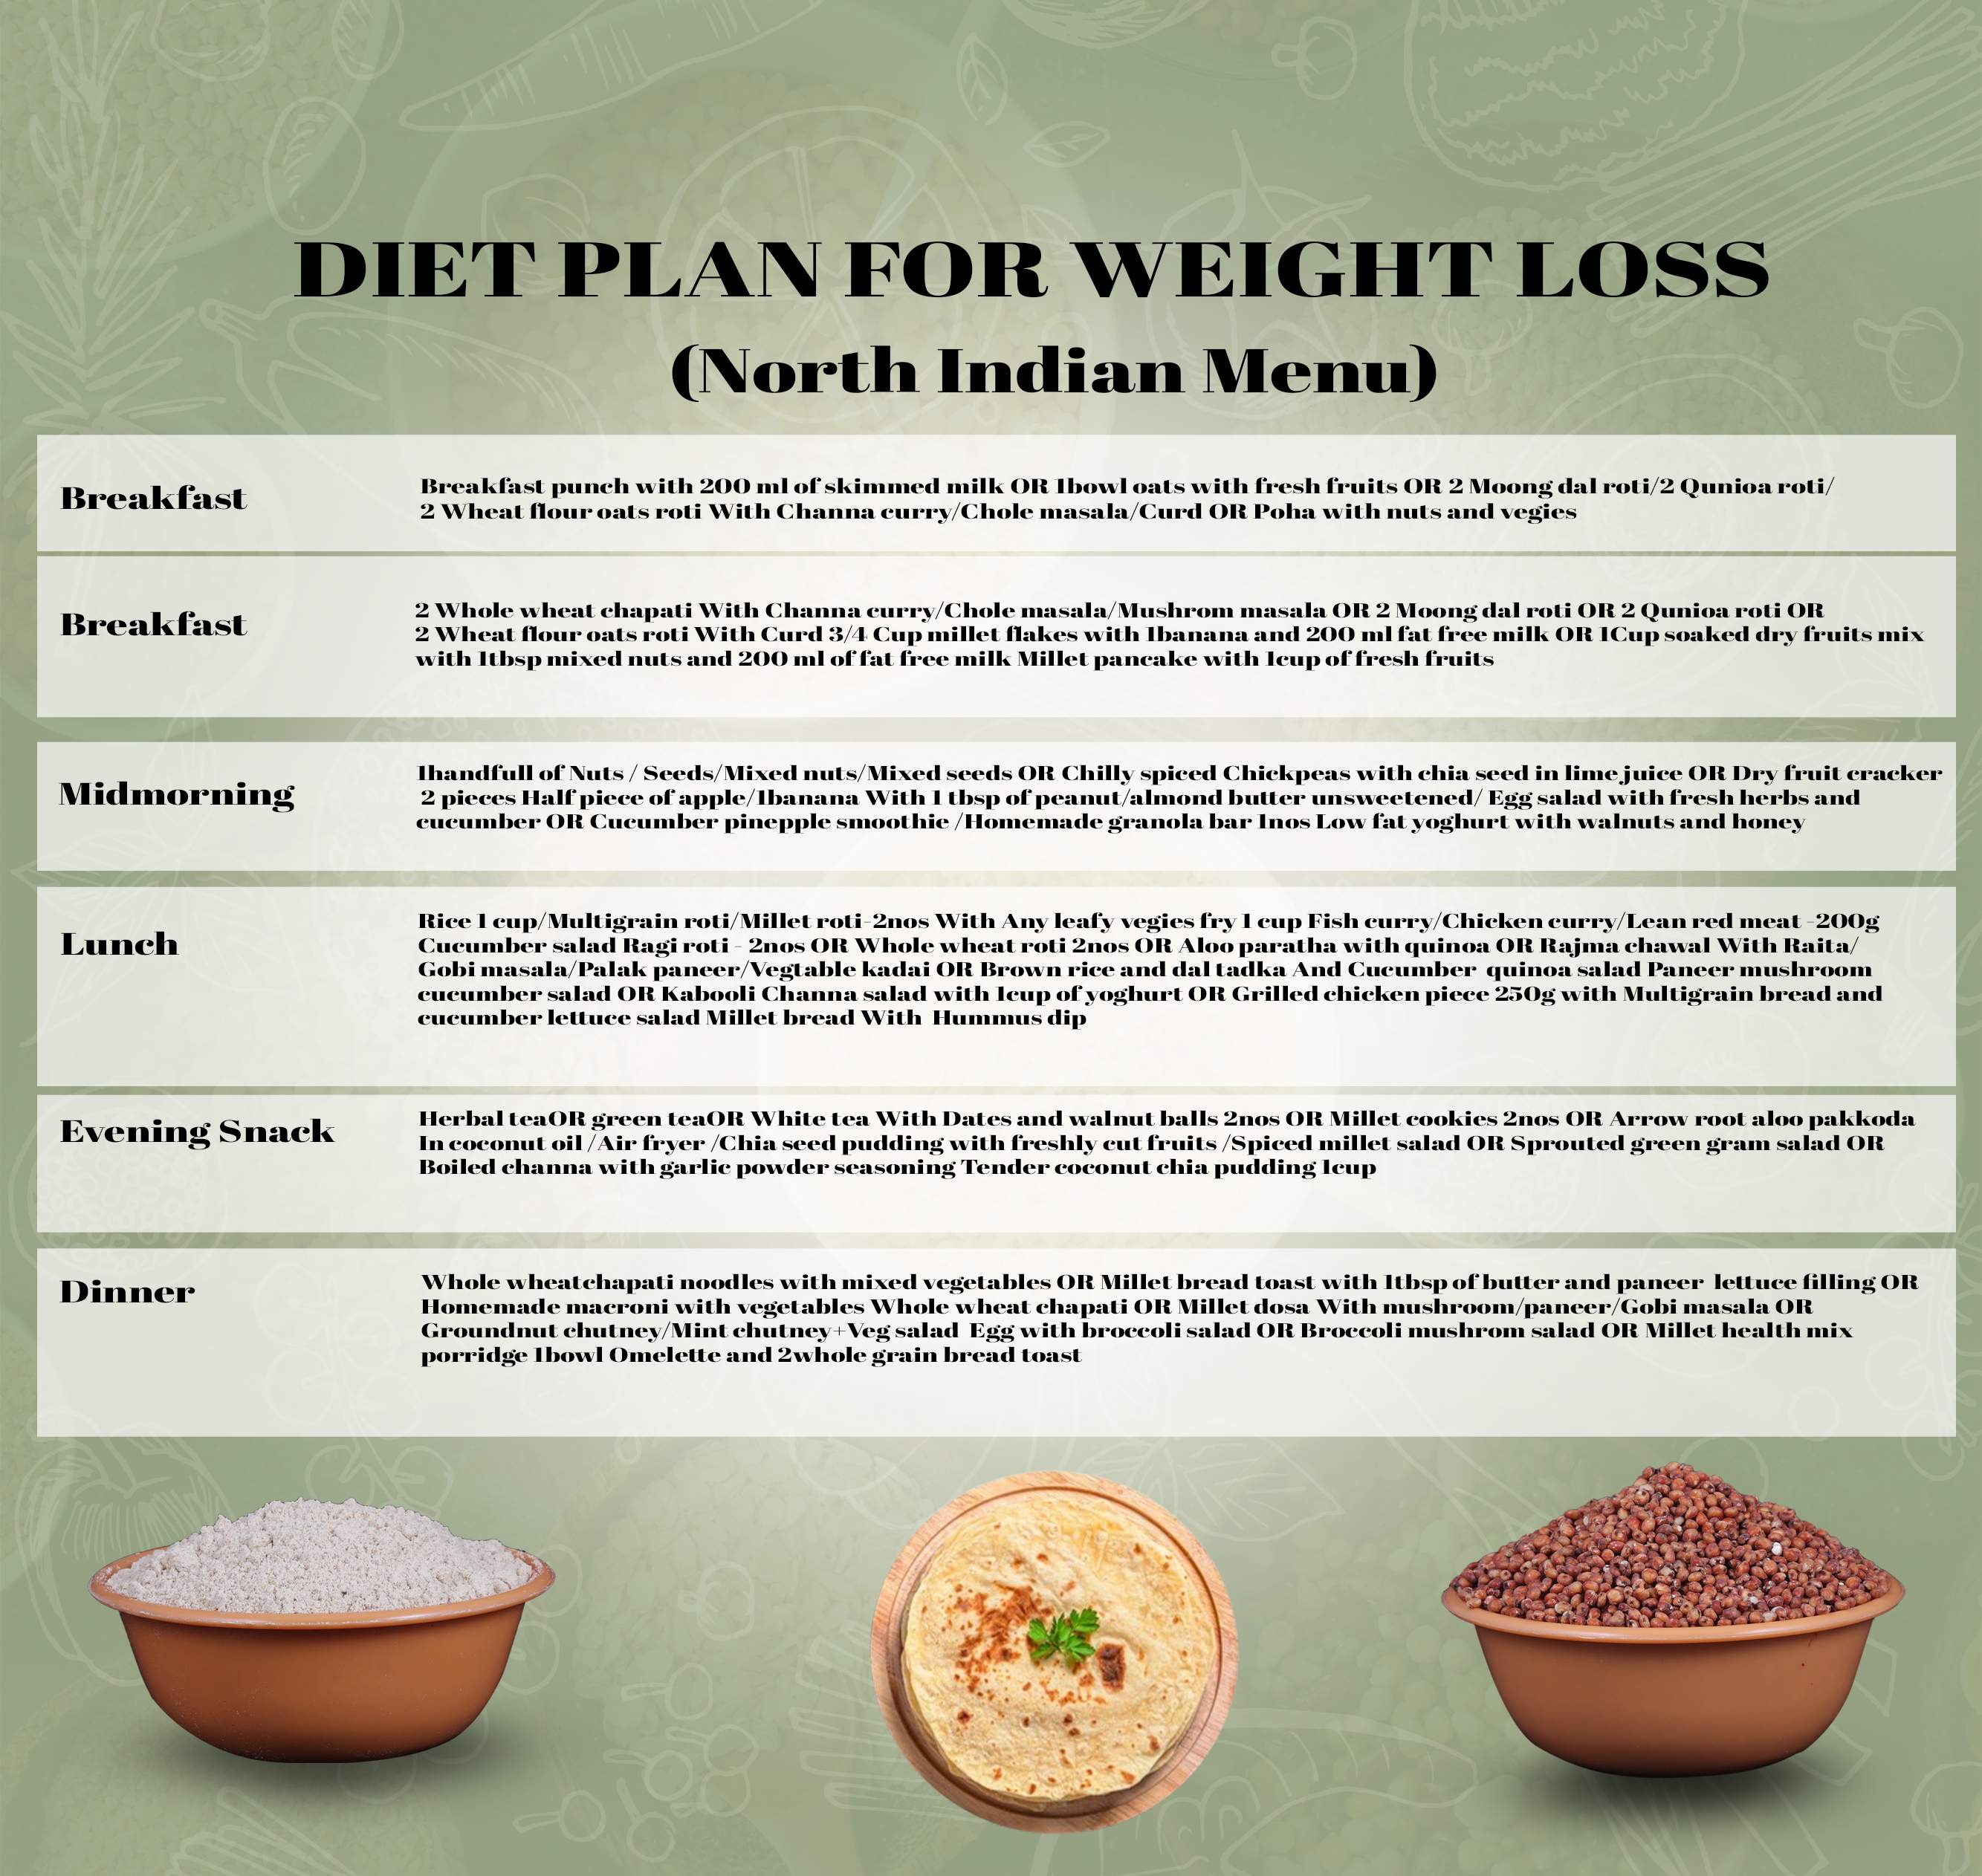 DIET PLAN FOR WEIGHT LOSS
(North Indian Menu)
Breakfast
Breakfast punch with 200 ml of skimmed milk OR 1bowl oats with fresh fruits OR 2 Moong dal roti/2 Qunioa roti/
2 Wheat flour oats roti With Channa curry/Chole masala/Curd OR Poha with nuts and vegies
Breakfast
2 Whole wheat chapati With Channa curry/Chole masala/Mushrom masala OR 2 Moong dal roti OR 2 Qunioa roti OR
2 Wheat flour oats roti With Curd 3/4 Cup millet flakes with 1banana and 200 ml fat free milk OR 1Cup soaked dry fruits mix
with 1tbsp mixed nuts and 200 ml of fat free milk Millet pancake with 1cup of fresh fruits
Midmorning
1handfull of Nuts / Seeds/Mixed nuts/Mixed seeds OR Chilly spiced Chickpeas with chia seed in lime juice OR Dry fruit cracker
2 pieces Half piece of apple/1banana With 1 tbsp of peanut/almond butter unsweetened/ Egg salad with fresh herbs and
cucumber OR Cucumber pinepple smoothie /Homemade granola bar 1nos Low fat yoghurt with walnuts and honey
Lunch
Rice 1 cup/Multigrain roti/Millet roti-2nos With Any leafy vegies fry 1 cup Fish curry/Chicken curry/Lean red meat -200g
Cucumber salad Ragi roti - 2nos OR Whole wheat roti 2nos OR Aloo paratha with quinoa OR Rajma chawal With Raita/
Gobi masala/Palak paneer/Vegtable kadai OR Brown rice and dal tadka And Cucumber quinoa salad Paneer mushroom
cucumber salad OR Kabooli Channa salad with 1cup of yoghurt OR Grilled chicken piece 250g with Multigrain bread and
cucumber lettuce salad Millet bread With Hummus dip
Evening Snack
Herbal teaOR green teaOR White tea With Dates and walnut balls 2nos OR Millet cookies 2nos OR Arrow root aloo pakkoda
In coconut oil /Air fryer /Chia seed pudding with freshly cut fruits /Spiced millet salad OR Sprouted green gram salad OR
Boiled channa with garlic powder seasoning Tender coconut chia pudding 1cup
Dinner
Whole wheatchapati noodles with mixed vegetables OR Millet bread toast with 1tbsp of butter and paneer lettuce filling OR
Homemade macroni with vegetables Whole wheat chapati OR Millet dosa With mushroom/paneer/Gobi masala OR
Groundnut chutney/Mint chutney+Veg salad Egg with broccoli salad OR Broccoli mushrom salad OR Millet health mix
porridge 1bowl Omelette and 2whole grain bread toast